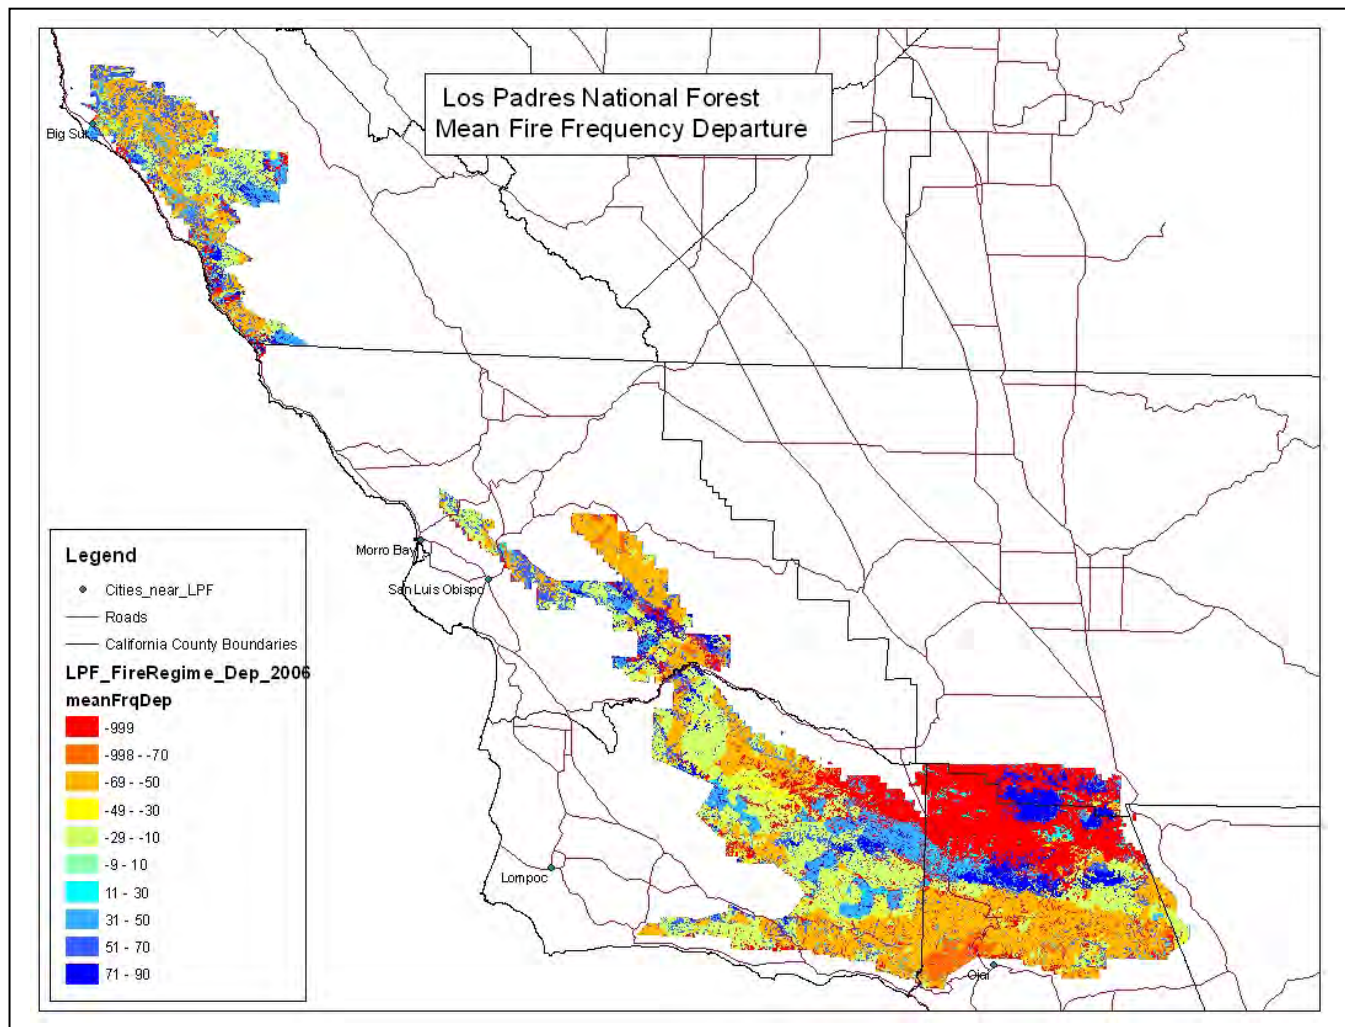 Los Padres National Forest
Mean Fire Frequency Departure
Big Sur
Morro Bay
San Luis Obispo
Lompoc
Ojai
Legend
Cities_near_LPF
Roads
California County Boundaries
LPF_FireRegime_Dep_2006
meanFrqDep
-999
-998 - -70
-69 - -50
-49 - -30
-29 - -10
-9 - 10
11 - 30
31 - 50
51 - 70
71 - 90